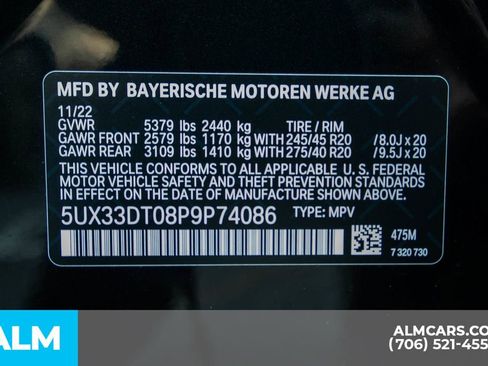 MFD BY BAYERISCHE MOTOREN WERKE AG
11/22
GVWR 5379 lbs 2440 kg TIRE / RIM
GAWR FRONT 2579 lbs 1170 kg WITH 245/45 R20 /8.0J x 20
GAWR REAR 3109 lbs 1410 kg WITH 275/40 R20 /9.5J x 20
THIS VEHICLE CONFORMS TO ALL APPLICABLE U. S. FEDERAL
MOTOR VEHICLE SAFETY AND THEFT PREVENTION
STANDARDS IN EFFECT ON THE DATE OF MANUFACTURE SHOWN ABOVE.
5UX33DT08P9P74086 TYPE: MPV
475M
7 320 730
ALM
ALMCARS.COM
(706) 521-455